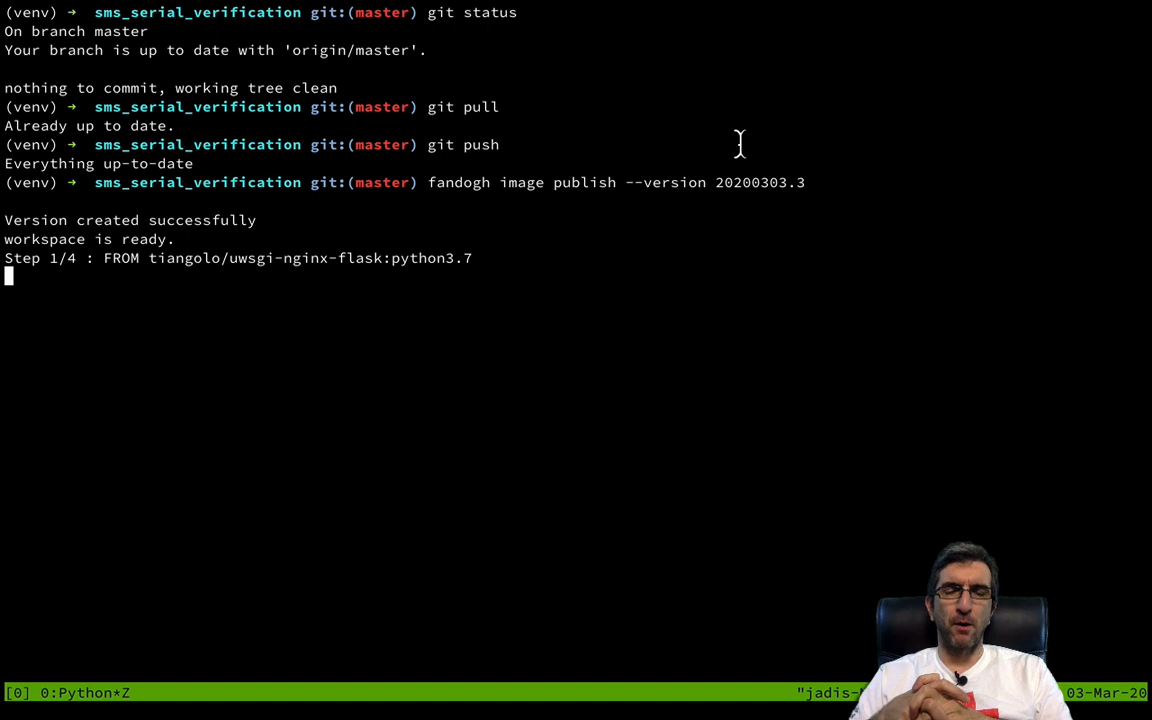 (venv) → sms_serial_verification git:(master) git status
On branch master
Your branch is up to date with 'origin/master'.
nothing to commit, working tree clean
(venv) → sms_serial_verification git:(master) git pull
Already up to date.
(venv) → sms_serial_verification git:(master) git push
Everything up-to-date
(venv) → sms_serial_verification git:(master) fandogh image publish --version 20200303.3
Version created successfully
workspace is ready.
Step 1/4 : FROM tiangolo/uwsgi-nginx-flask:python3.7
[0] 0:Python*Z "jadis- 03-Mar-20